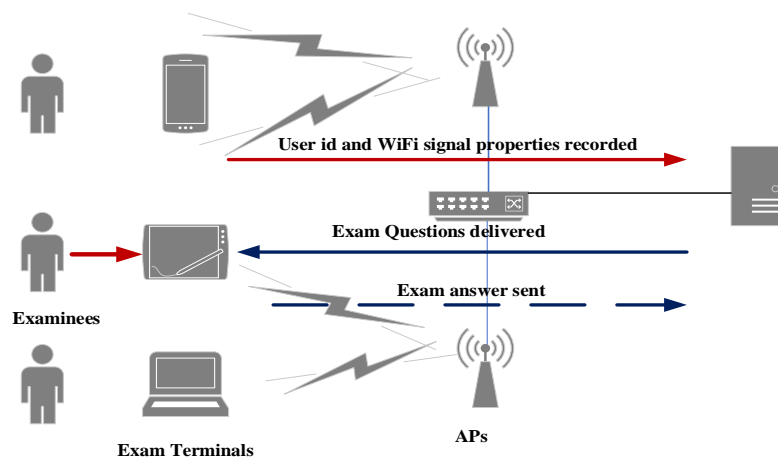 User id and WiFi signal properties recorded
Exam Questions delivered
Exam answer sent
Examinees
Exam Terminals
APs